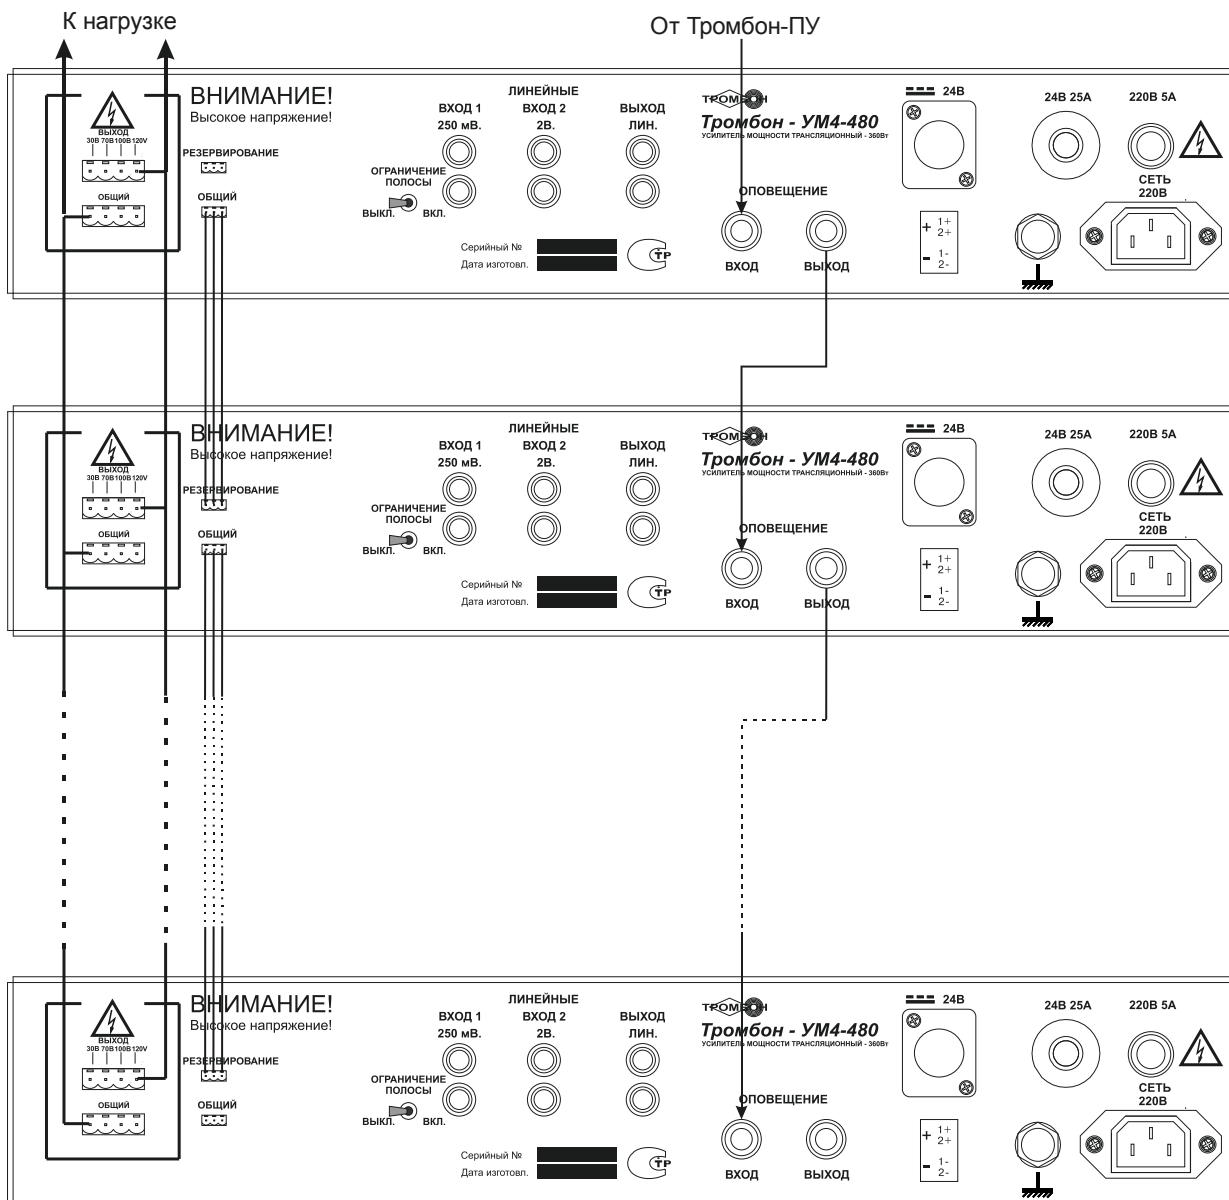 К нагрузке
От Тромбон-ПУ
ВНИМАНИЕ!
Высокое напряжение!
ВЫХОД
30В 70В 100В 120V
ОБЩИЙ
РЕЗЕРВИРОВАНИЕ
ОБЩИЙ
ОГРАНИЧЕНИЕ
ПОЛОСЫ
ВЫКЛ. ВКЛ.
ЛИНЕЙНЫЕ
ВХОД 1 ВХОД 2 ВЫХОД
250 мВ. 2В. ЛИН.
Серийный №
Дата изготовл.
СТР
ТРОМБОН
Тромбон - УМ4-480
УСИЛИТЕЛЬ МОЩНОСТИ ТРАНСЛЯЦИОННЫЙ - 360Вт
ОПОВЕЩЕНИЕ
ВХОД ВЫХОД
24В
+ 1+
2+
- 1-
2-
24В 25А 220В 5А
СЕТЬ
220В
ВНИМАНИЕ!
Высокое напряжение!
ВЫХОД
30В 70В 100В 120V
ОБЩИЙ
РЕЗЕРВИРОВАНИЕ
ОБЩИЙ
ОГРАНИЧЕНИЕ
ПОЛОСЫ
ВЫКЛ. ВКЛ.
ЛИНЕЙНЫЕ
ВХОД 1 ВХОД 2 ВЫХОД
250 мВ. 2В. ЛИН.
Серийный №
Дата изготовл.
СТР
ТРОМБОН
Тромбон - УМ4-480
УСИЛИТЕЛЬ МОЩНОСТИ ТРАНСЛЯЦИОННЫЙ - 360Вт
ОПОВЕЩЕНИЕ
ВХОД ВЫХОД
24В
+ 1+
2+
- 1-
2-
24В 25А 220В 5А
СЕТЬ
220В
ВНИМАНИЕ!
Высокое напряжение!
ВЫХОД
30В 70В 100В 120V
ОБЩИЙ
РЕЗЕРВИРОВАНИЕ
ОБЩИЙ
ОГРАНИЧЕНИЕ
ПОЛОСЫ
ВЫКЛ. ВКЛ.
ЛИНЕЙНЫЕ
ВХОД 1 ВХОД 2 ВЫХОД
250 мВ. 2В. ЛИН.
Серийный №
Дата изготовл.
СТР
ТРОМБОН
Тромбон - УМ4-480
УСИЛИТЕЛЬ МОЩНОСТИ ТРАНСЛЯЦИОННЫЙ - 360Вт
ОПОВЕЩЕНИЕ
ВХОД ВЫХОД
24В
+ 1+
2+
- 1-
2-
24В 25А 220В 5А
СЕТЬ
220В